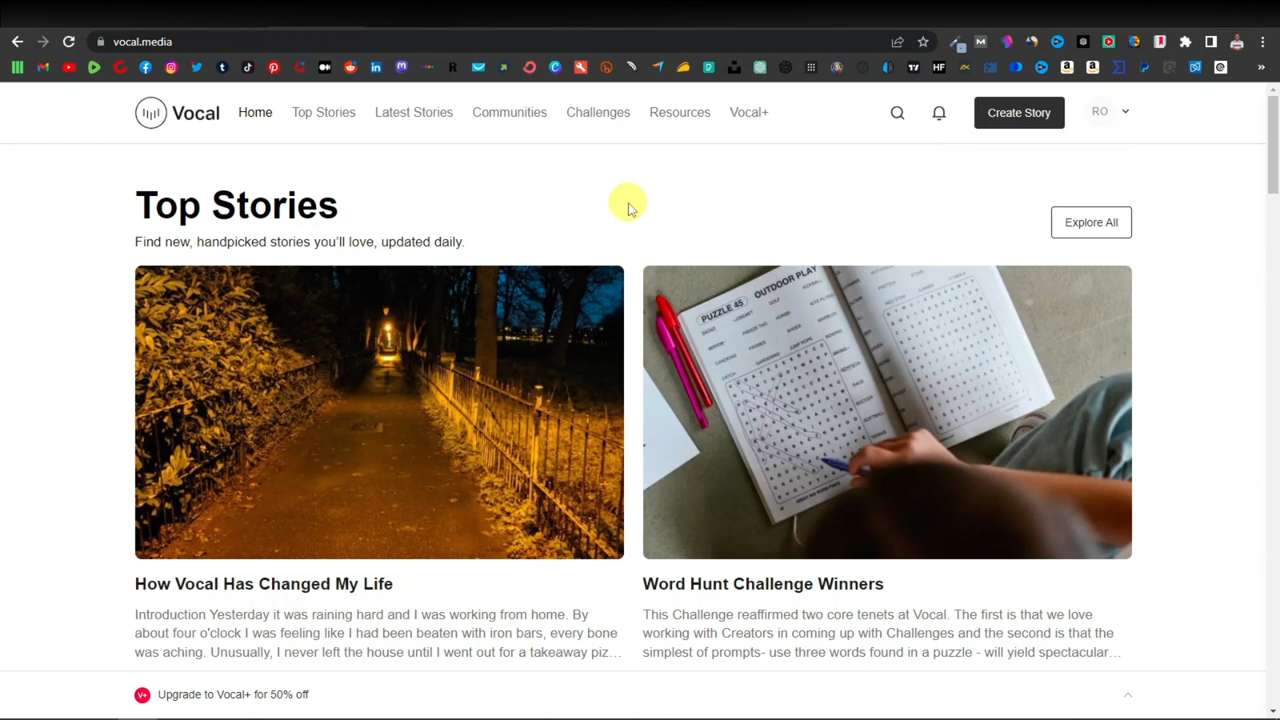 vocal.media
Vocal Home Top Stories Latest Stories Communities Challenges Resources Vocal+ Create Story RO
Top Stories
Explore All
Find new, handpicked stories you'll love, updated daily.
PUZZLE 45
OUTDOOR PLAY
How Vocal Has Changed My Life
Introduction Yesterday it was raining hard and I was working from home. By
about four o'clock I was feeling like I had been beaten with iron bars, every bone
was aching. Unusually, I never left the house until I went out for a takeaway piz…
Word Hunt Challenge Winners
This Challenge reaffirmed two core tenets at Vocal. The first is that we love
working with Creators in coming up with Challenges and the second is that the
simplest of prompts- use three words found in a puzzle - will yield spectacular…
V+ Upgrade to Vocal+ for 50% off